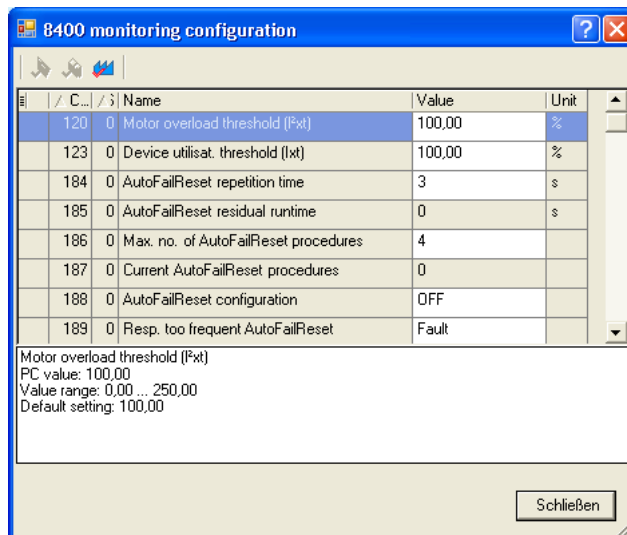 8400 monitoring configuration
C... Name Value Unit
120 0 Motor overload threshold (I²xt) 100,00 %
123 0 Device utilisat. threshold (Ixt) 100,00 %
184 0 AutoFailReset repetition time 3 s
185 0 AutoFailReset residual runtime 0 s
186 0 Max. no. of AutoFailReset procedures 4
187 0 Current AutoFailReset procedures 0
188 0 AutoFailReset configuration OFF
189 0 Resp. too frequent AutoFailReset Fault
Motor overload threshold (I²xt)
PC value: 100,00
Value range: 0,00 ... 250,00
Default setting: 100,00
Schließen